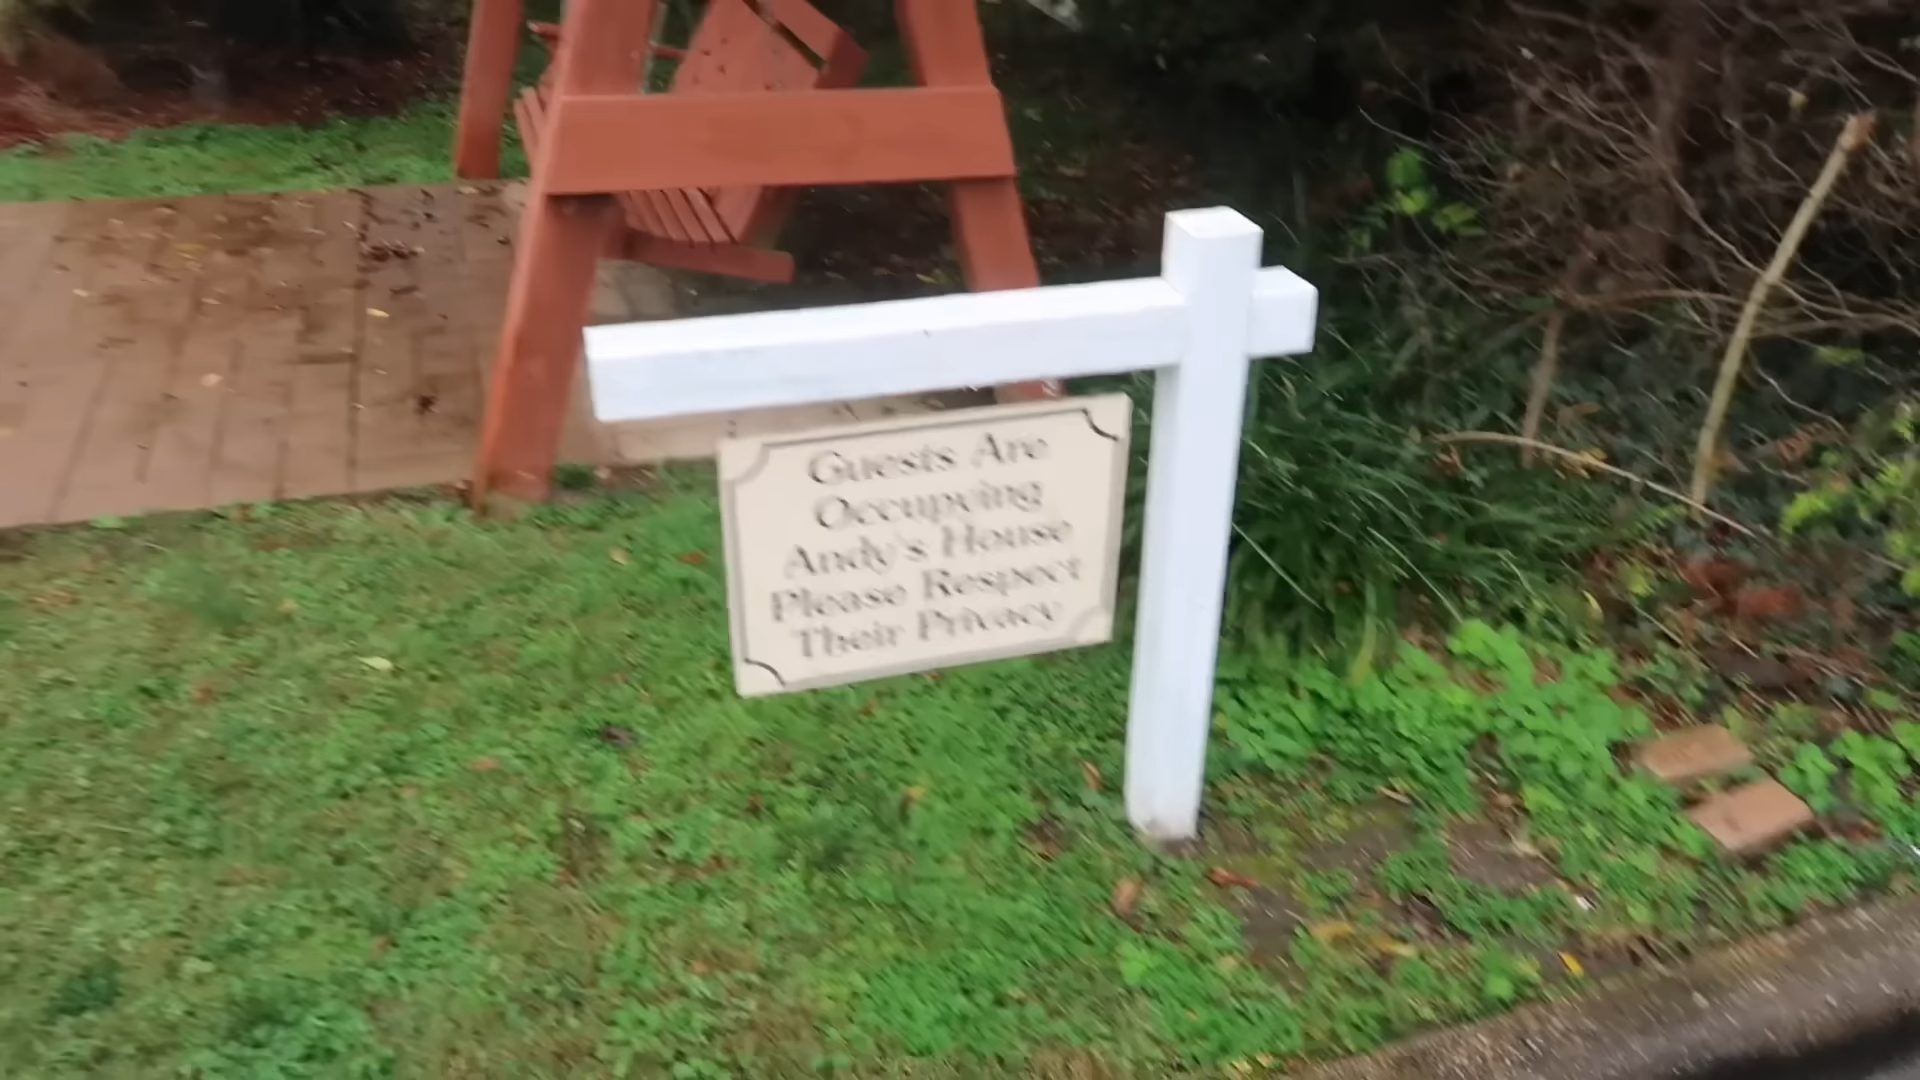 Guests Are
Occupying
Andy's House
Please Respect
Their Privacy